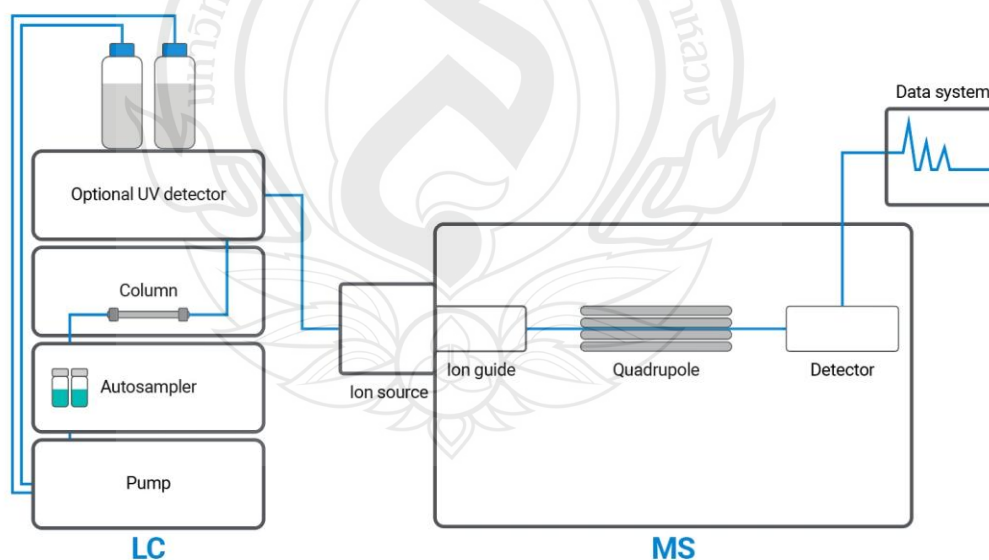 Data system
Optional UV detector
Column
Autosampler
Pump
LC
Ion source
Ion guide
Quadrupole
Detector
MS